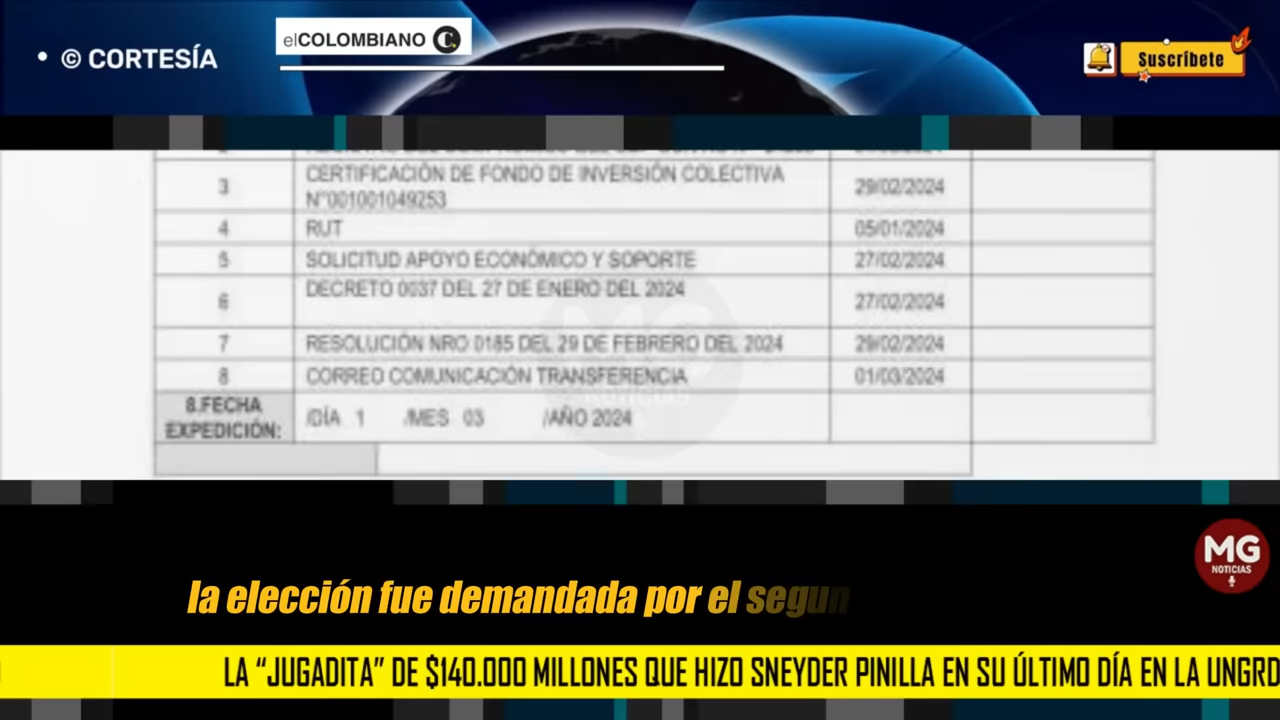 • © CORTESÍA
elCOLOMBIANO C
Suscríbete
3
CERTIFICACIÓN DE FONDO DE INVERSIÓN COLECTIVA
N°001001049253
29/02/2024
4 RUT 05/01/2024
5 SOLICITUD APOYO ECONÓMICO Y SOPORTE 27/02/2024
6 DECRETO 0037 DEL 27 DE ENERO DEL 2024 27/02/2024
7 RESOLUCIÓN NRO 0185 DEL 29 DE FEBRERO DEL 2024 29/02/2024
8 CORREO COMUNICACIÓN TRANSFERENCIA 01/03/2024
8.FECHA
EXPEDICIÓN:
/DÍA 1 /MES 03 /AÑO 2024
MG
NOTICIAS
MG
NOTICIAS
la elección fue demandada por el segun
LA “JUGADITA” DE $140.000 MILLONES QUE HIZO SNEYDER PINILLA EN SU ÚLTIMO DÍA EN LA UNGRD